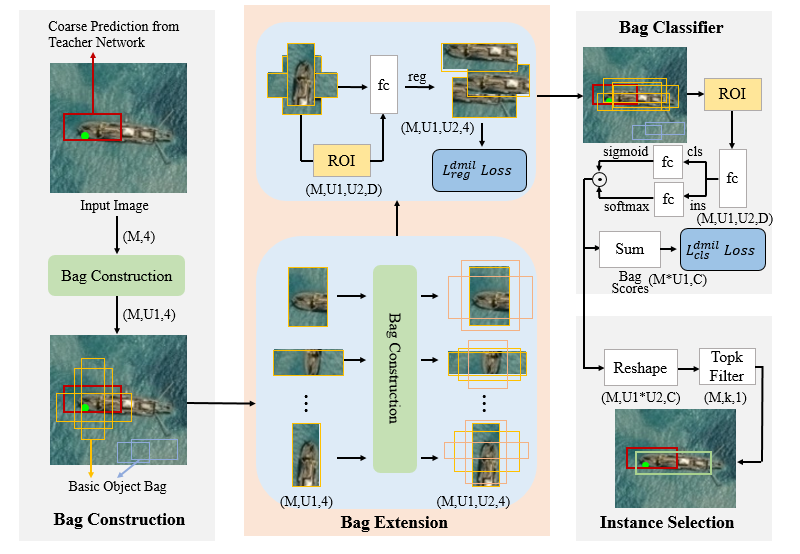 Coarse Prediction from
Teacher Network
Input Image
(M,4)
Bag Construction
(M,U1,4)
Basic Object Bag
Bag Construction
fc
reg
ROI
(M,U1,U2,D)
(M,U1,U2,4)
L_{reg}^{dmil} Loss
Bag Construction
(M,U1,4)
(M,U1,U2,4)
Bag Extension
Bag Classifier
ROI
sigmoid
fc
cls
fc
softmax
fc
ins
(M,U1,U2,D)
Sum
L_{cls}^{dmil} Loss
Bag
Scores
(M*U1,C)
Reshape
Topk
Filter
(M,U1*U2,C)
(M,k,1)
Instance Selection